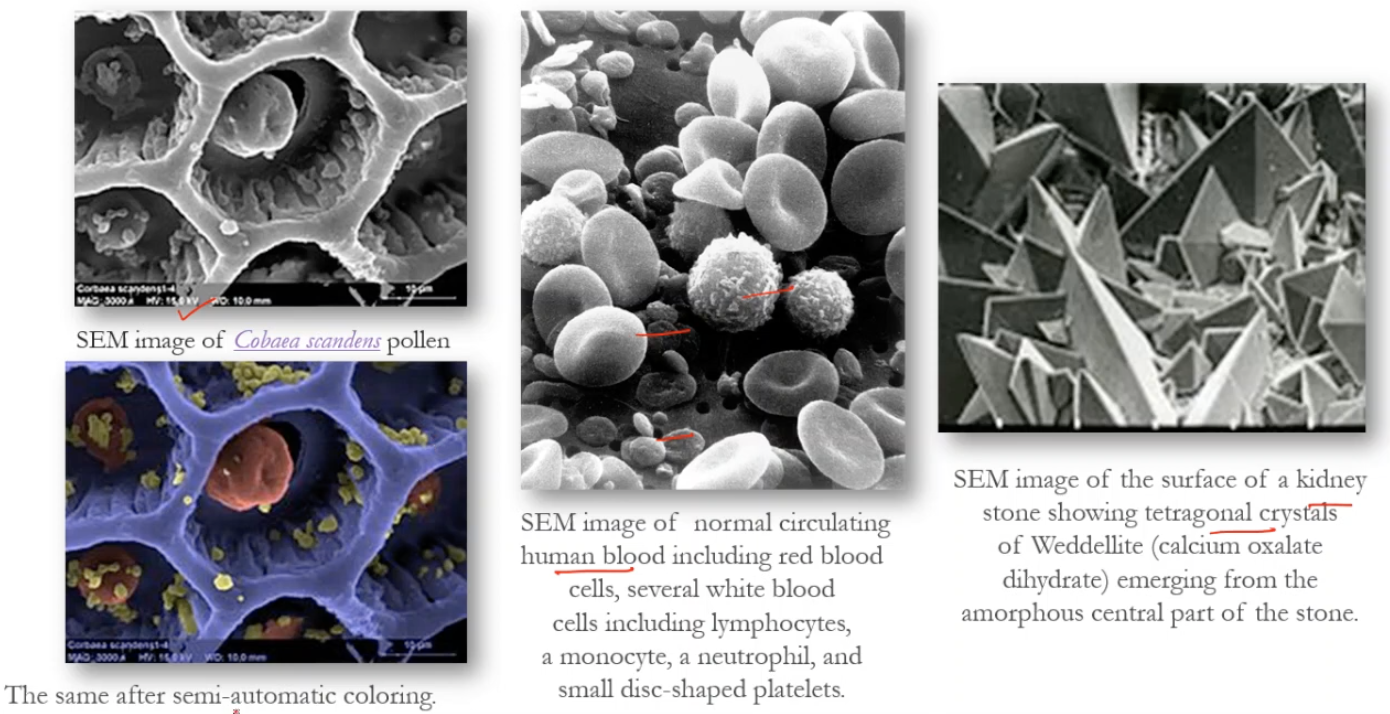 Corbaea scandens1-4
MAG: 3000 x HV: 15.0 kV WD: 10.0 mm
10 µm
SEM image of Cobaea scandens pollen
Corbaea scandens1-4
MAG: 3000 x HV: 15.0 kV WD: 10.0 mm
10 µm
The same after semi-automatic coloring.
SEM image of normal circulating
human blood including red blood
cells, several white blood
cells including lymphocytes,
a monocyte, a neutrophil, and
small disc-shaped platelets.
SEM image of the surface of a kidney
stone showing tetragonal crystals
of Weddellite (calcium oxalate
dihydrate) emerging from the
amorphous central part of the stone.